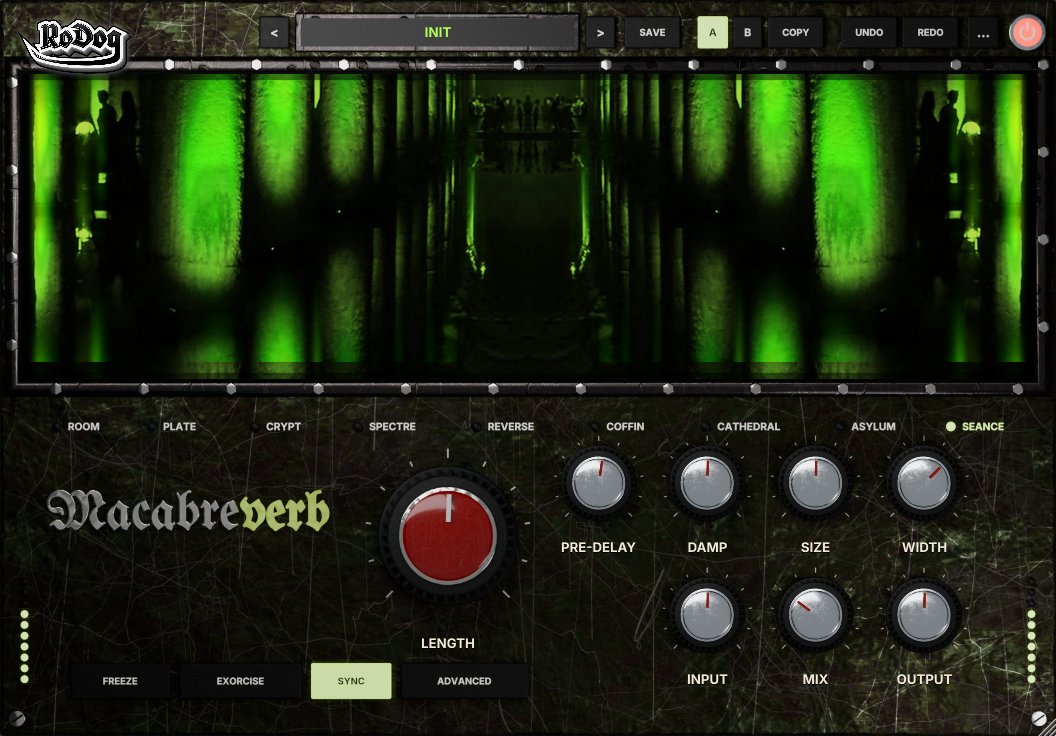 RoDog
<
INIT
>
SAVE
A
B
COPY
UNDO
REDO
...
ROOM
PLATE
CRYPT
SPECTRE
REVERSE
COFFIN
CATHEDRAL
ASYLUM
SEANCE
Macabreverb
LENGTH
PRE-DELAY
DAMP
SIZE
WIDTH
INPUT
MIX
OUTPUT
FREEZE
EXORCISE
SYNC
ADVANCED